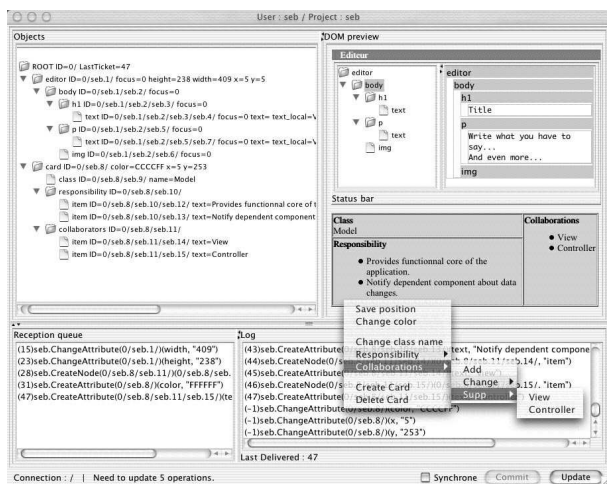 User : seb / Project : seb
Objects
ROOT ID=0/ LastTicket=47
editor ID=0/seb.1/ focus=0 height=238 width=409 x=5 y=5
body ID=0/seb.1/seb.2/ focus=0
h1 ID=0/seb.1/seb.2/seb.3/ focus=0
text ID=0/seb.1/seb.2/seb.3/seb.4/ focus=0 text= text_local=V
p ID=0/seb.1/seb.2/seb.5/ focus=0
text ID=0/seb.1/seb.2/seb.5/seb.7/ focus=0 text= text_local=V
img ID=0/seb.1/seb.2/seb.6/ focus=0
card ID=0/seb.8/ color=CCCCFF x=5 y=253
class ID=0/seb.8/seb.9/ name=Model
responsibility ID=0/seb.8/seb.10/
item ID=0/seb.8/seb.10/seb.12/ text=Provides functionnal core of t
item ID=0/seb.8/seb.10/seb.13/ text=Notify dependent component
collaborators ID=0/seb.8/seb.11/
item ID=0/seb.8/seb.11/seb.14/ text=View
item ID=0/seb.8/seb.11/seb.15/ text=Controller
DOM preview
Editeur
editor
body
h1
text
p
text
img
editor
body
h1
Title
p
Write what you have to
say...
And even more...
img
Status bar
Class
Model
Responsibility
Provides functionnal core of the
application.
Notify dependent component about data
changes.
Collaborations
View
Controller
Save position
Change color
Change class name
Responsibility
Collaborations
Create Card
Delete Card
Add
Change
Supp
View
Controller
Reception queue
(15)seb.ChangeAttribute(0/seb.1/)(width, "409")
(23)seb.ChangeAttribute(0/seb.1/)(height, "238")
(28)seb.CreateNode(0/seb.8/seb.11/)(0/seb.8/seb.
(31)seb.CreateAttribute(0/seb.8/)(color, "FFFFFF")
(47)seb.CreateAttribute(0/seb.8/seb.11/seb.15/)(te
Log
(43)seb.CreateAttribute(0/ text, "Notify dependent compone
(44)seb.CreateNode(0/s seb.14/, "item")
(45)seb.CreateAttribute
(46)seb.CreateNode(0/s seb.15/, "item")
(47)seb.CreateAttribute
(-1)seb.ChangeAttribute(0/seb.8/)(color, "CCCCFF")
(-1)seb.ChangeAttribute(0/seb.8/)(x, "5")
(-1)seb.ChangeAttribute(0/seb.8/)(y, "253")
Last Delivered : 47
Connection : / | Need to update 5 operations.
Synchrone
Commit
Update